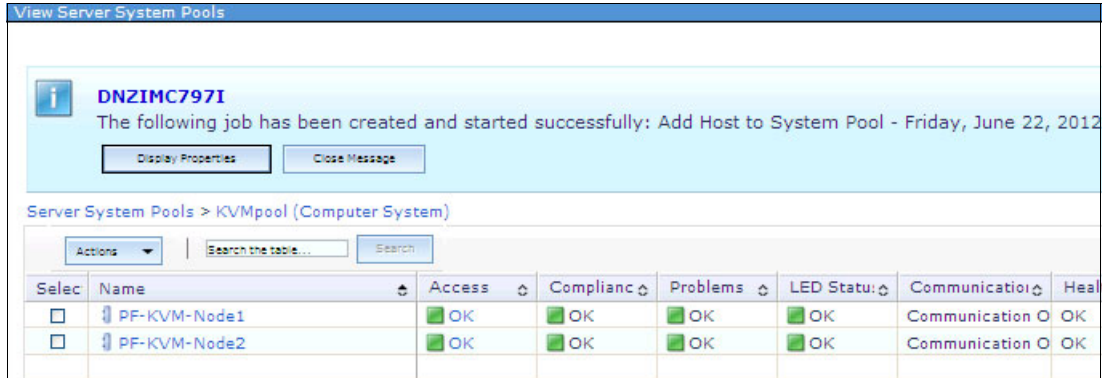 View Server System Pools
i
DNZIMC797I
The following job has been created and started successfully: Add Host to System Pool - Friday, June 22, 2012
Display Properties Close Message
Server System Pools > KVMpool (Computer System)
Actions Search the table... Search
Selec Name Access Complianc Problems LED Statu: Communication Heal
PF-KVM-Node1 OK OK OK OK Communication O OK
PF-KVM-Node2 OK OK OK OK Communication O OK